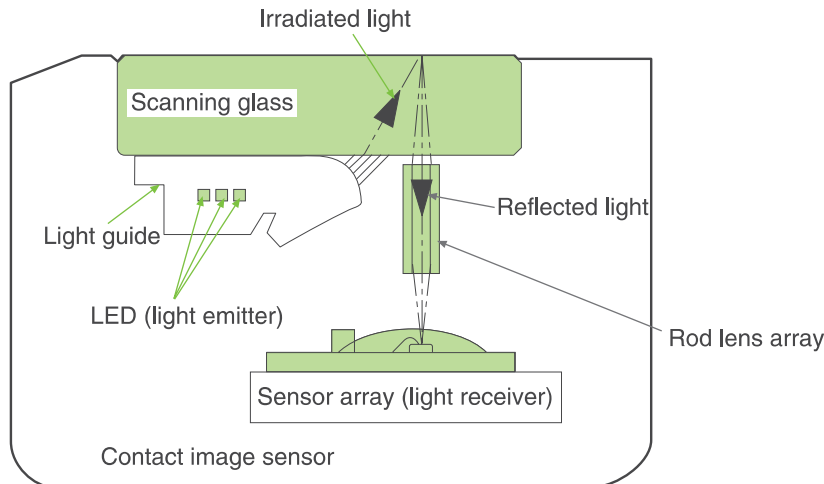 Irradiated light
Scanning glass
Reflected light
Light guide
LED (light emitter)
Rod lens array
Sensor array (light receiver)
Contact image sensor